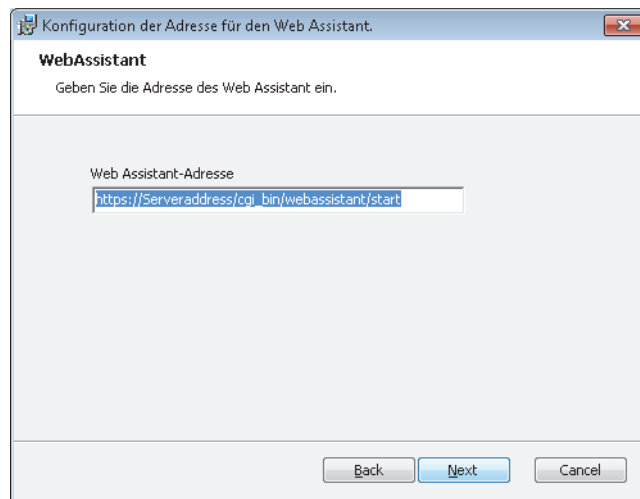 Konfiguration der Adresse für den Web Assistant.
WebAssistant
Geben Sie die Adresse des Web Assistant ein.
Web Assistant-Adresse
https://Serveraddress/cgi_bin/webassistant/start
Back Next Cancel